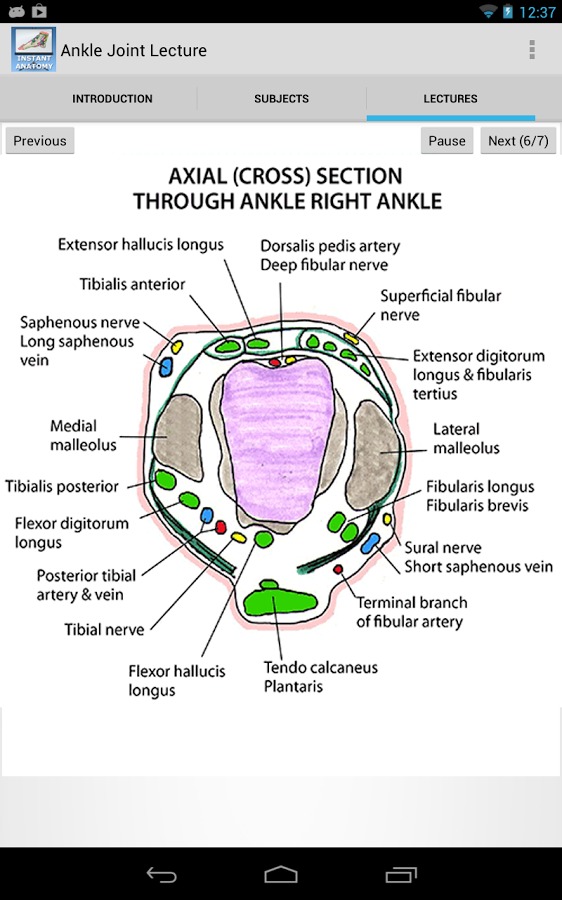 12:37
INSTANT
ANATOMY
Ankle Joint Lecture
INTRODUCTION
SUBJECTS
LECTURES
Previous
Pause
Next (6/7)
AXIAL (CROSS) SECTION
THROUGH ANKLE RIGHT ANKLE
Extensor hallucis longus
Dorsalis pedis artery
Deep fibular nerve
Tibialis anterior
Superficial fibular
nerve
Saphenous nerve
Long saphenous
vein
Extensor digitorum
longus & fibularis
tertius
Medial
malleolus
Lateral
malleolus
Tibialis posterior
Fibularis longus
Fibularis brevis
Flexor digitorum
longus
Sural nerve
Short saphenous vein
Posterior tibial
artery & vein
Terminal branch
of fibular artery
Tibial nerve
Flexor hallucis
longus
Tendo calcaneus
Plantaris